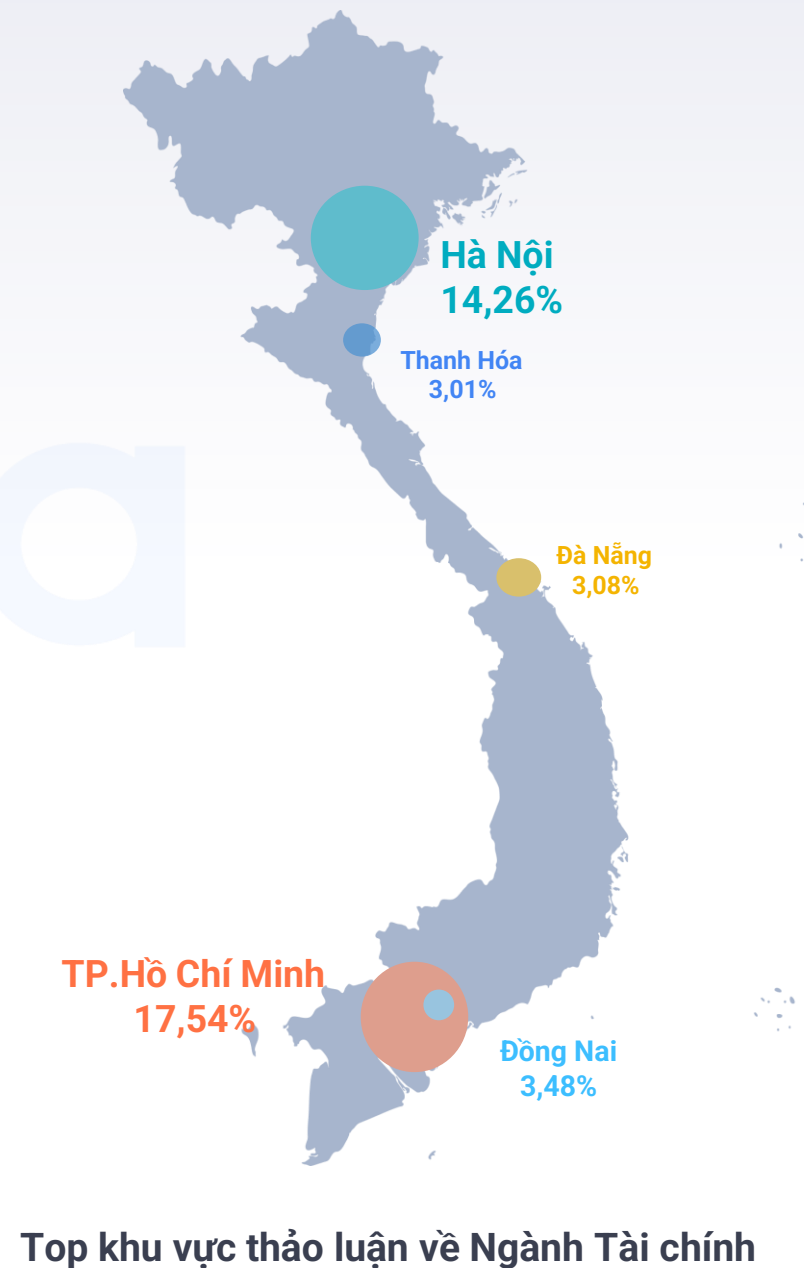 Hà Nội
14,26%
Thanh Hóa
3,01%
Đà Nẵng
3,08%
TP.Hồ Chí Minh
17,54%
Đồng Nai
3,48%
Top khu vực thảo luận về Ngành Tài chính